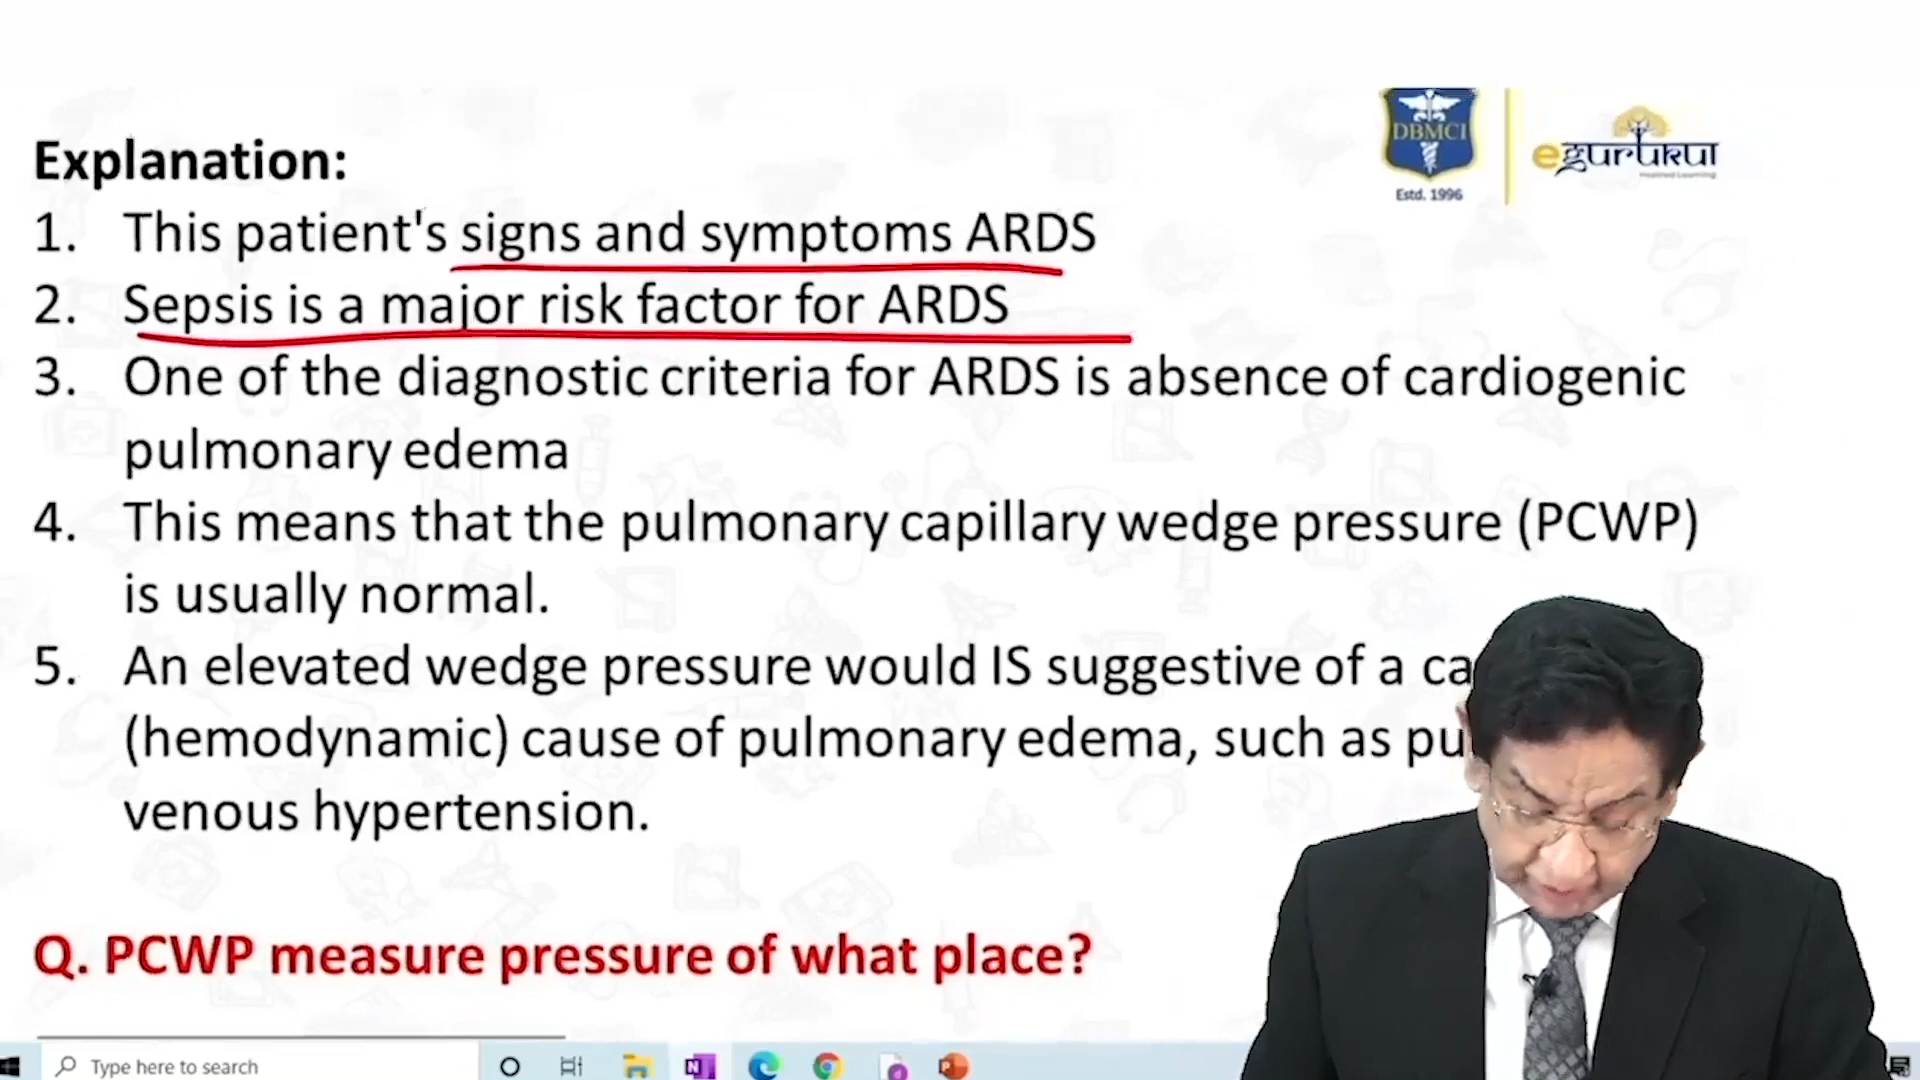 DBMCI
Estd. 1996
egurukul
Explanation:
1. This patient's signs and symptoms ARDS
2. Sepsis is a major risk factor for ARDS
3. One of the diagnostic criteria for ARDS is absence of cardiogenic
pulmonary edema
4. This means that the pulmonary capillary wedge pressure (PCWP)
is usually normal.
5. An elevated wedge pressure would IS suggestive of a ca
(hemodynamic) cause of pulmonary edema, such as pu
venous hypertension.
Q. PCWP measure pressure of what place?
Type here to search